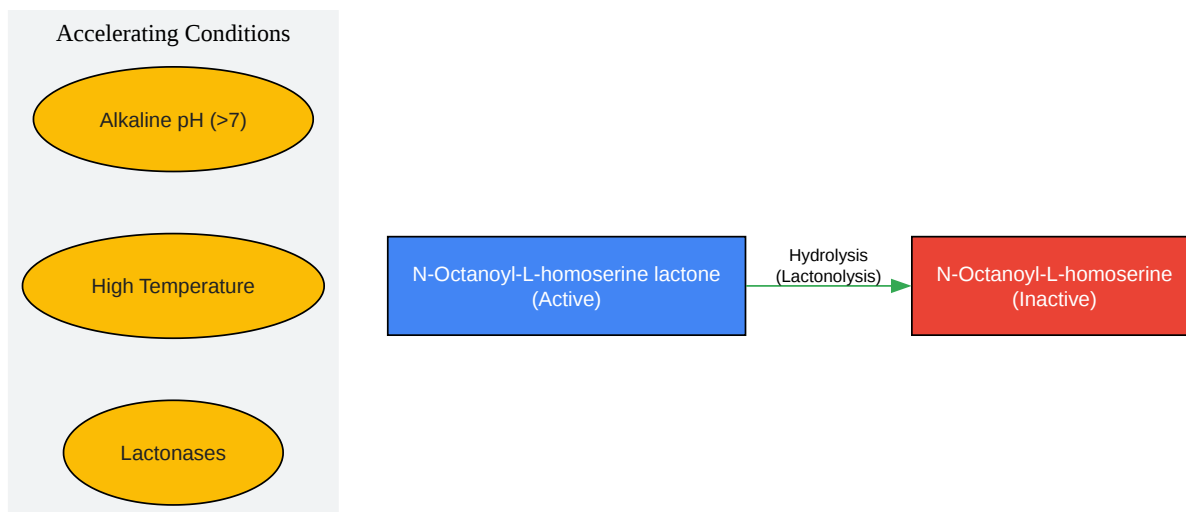 Accelerating Conditions
Alkaline pH (>7)
High Temperature
Lactonases
N-Octanoyl-L-homoserine lactone
(Active)
Hydrolysis
(Lactonolysis)
N-Octanoyl-L-homoserine
(Inactive)